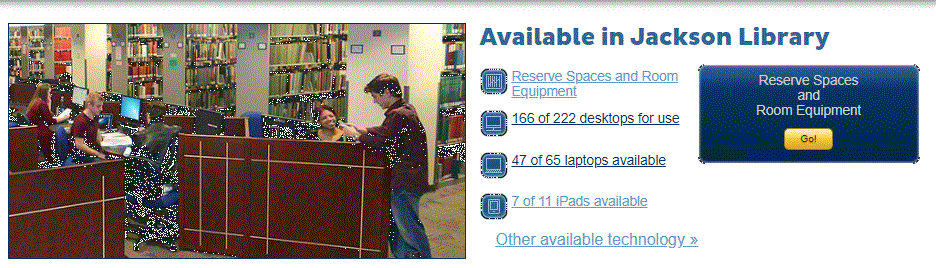 Available in Jackson Library
Reserve Spaces and Room
Equipment
166 of 222 desktops for use
47 of 65 laptops available
7 of 11 iPads available
Other available technology »
Reserve Spaces
and
Room Equipment
Go!